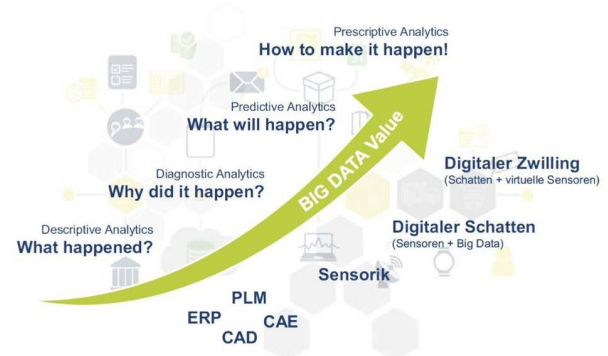 Prescriptive Analytics
How to make it happen!
Predictive Analytics
What will happen?
Diagnostic Analytics
Why did it happen?
Descriptive Analytics
What happened?
BIG DATA Value
Digitaler Zwilling
(Schatten + virtuelle Sensoren)
Digitaler Schatten
(Sensoren + Big Data)
Sensorik
PLM
ERP
CAE
CAD